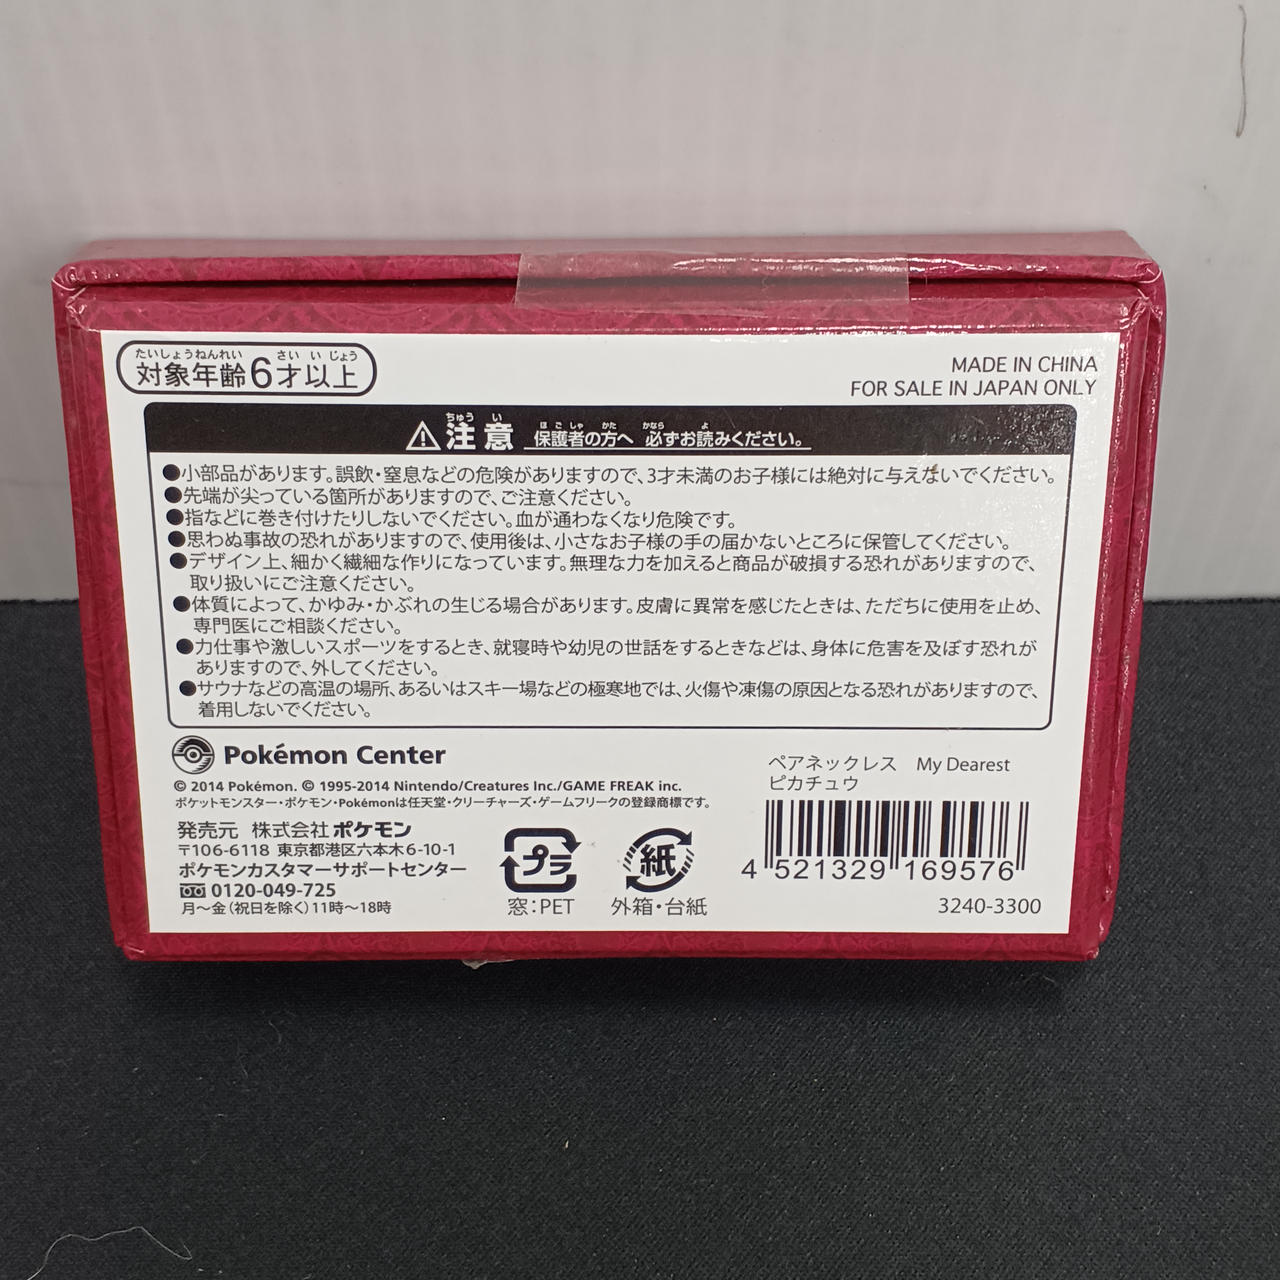 たいしょうねんれい さい い じょう
対象年齢6才以上
MADE IN CHINA
FOR SALE IN JAPAN ONLY
ちゅう い ほ ご しゃ かた かなら よ
注意 保護者の方へ 必ずお読みください。
●小部品があります。誤飲・窒息などの危険がありますので、3才未満のお子様には絶対に与えないでください。
●先端が尖っている箇所がありますので、ご注意ください。
●指などに巻き付けたりしないでください。血が通わなくなり危険です。
●思わぬ事故の恐れがありますので、使用後は、小さなお子様の手の届かないところに保管してください。
●デザイン上、細かく繊細な作りになっています。無理な力を加えると商品が破損する恐れがありますので、
取り扱いにご注意ください。
●体質によって、かゆみ・かぶれの生じる場合があります。皮膚に異常を感じたときは、ただちに使用を止め、
専門医にご相談ください。
●力仕事や激しいスポーツをするとき、就寝時や幼児の世話をするときなどは、身体に危害を及ぼす恐れが
ありますので、外してください。
●サウナなどの高温の場所、あるいはスキー場などの極寒地では、火傷や凍傷の原因となる恐れがありますので、
着用しないでください。
Pokémon Center
© 2014 Pokémon. © 1995-2014 Nintendo/Creatures Inc./GAME FREAK inc.
ポケットモンスター・ポケモン・Pokémonは任天堂・クリーチャーズ・ゲームフリークの登録商標です。
発売元 株式会社ポケモン
〒106-6118 東京都港区六本木6-10-1
ポケモンカスタマーサポートセンター
0120-049-725
月～金(祝日を除く)11時～18時
プラ
窓:PET
紙
外箱・台紙
ペアネックレス My Dearest
ピカチュウ
4 521329 169576
3240-3300